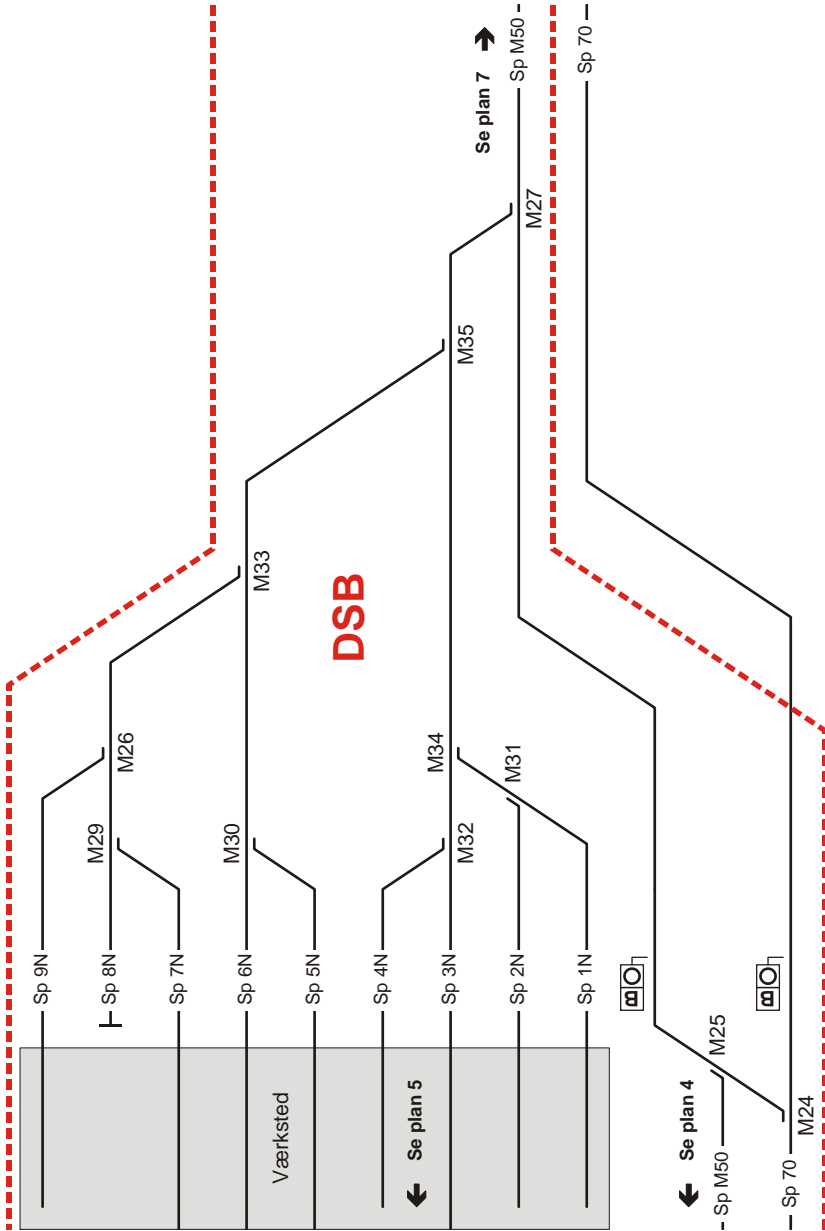 Sp M50
Se plan 7
Sp 70
M27
M35
M33
DSB
M26
M34
M31
M29
M30
M32
Sp 9N
Sp 8N
Sp 7N
Sp 6N
Sp 5N
Sp 4N
Sp 3N
Sp 2N
Sp 1N
B
B
M25
M24
Værksted
Se plan 5
Se plan 4
Sp M50
Sp 70